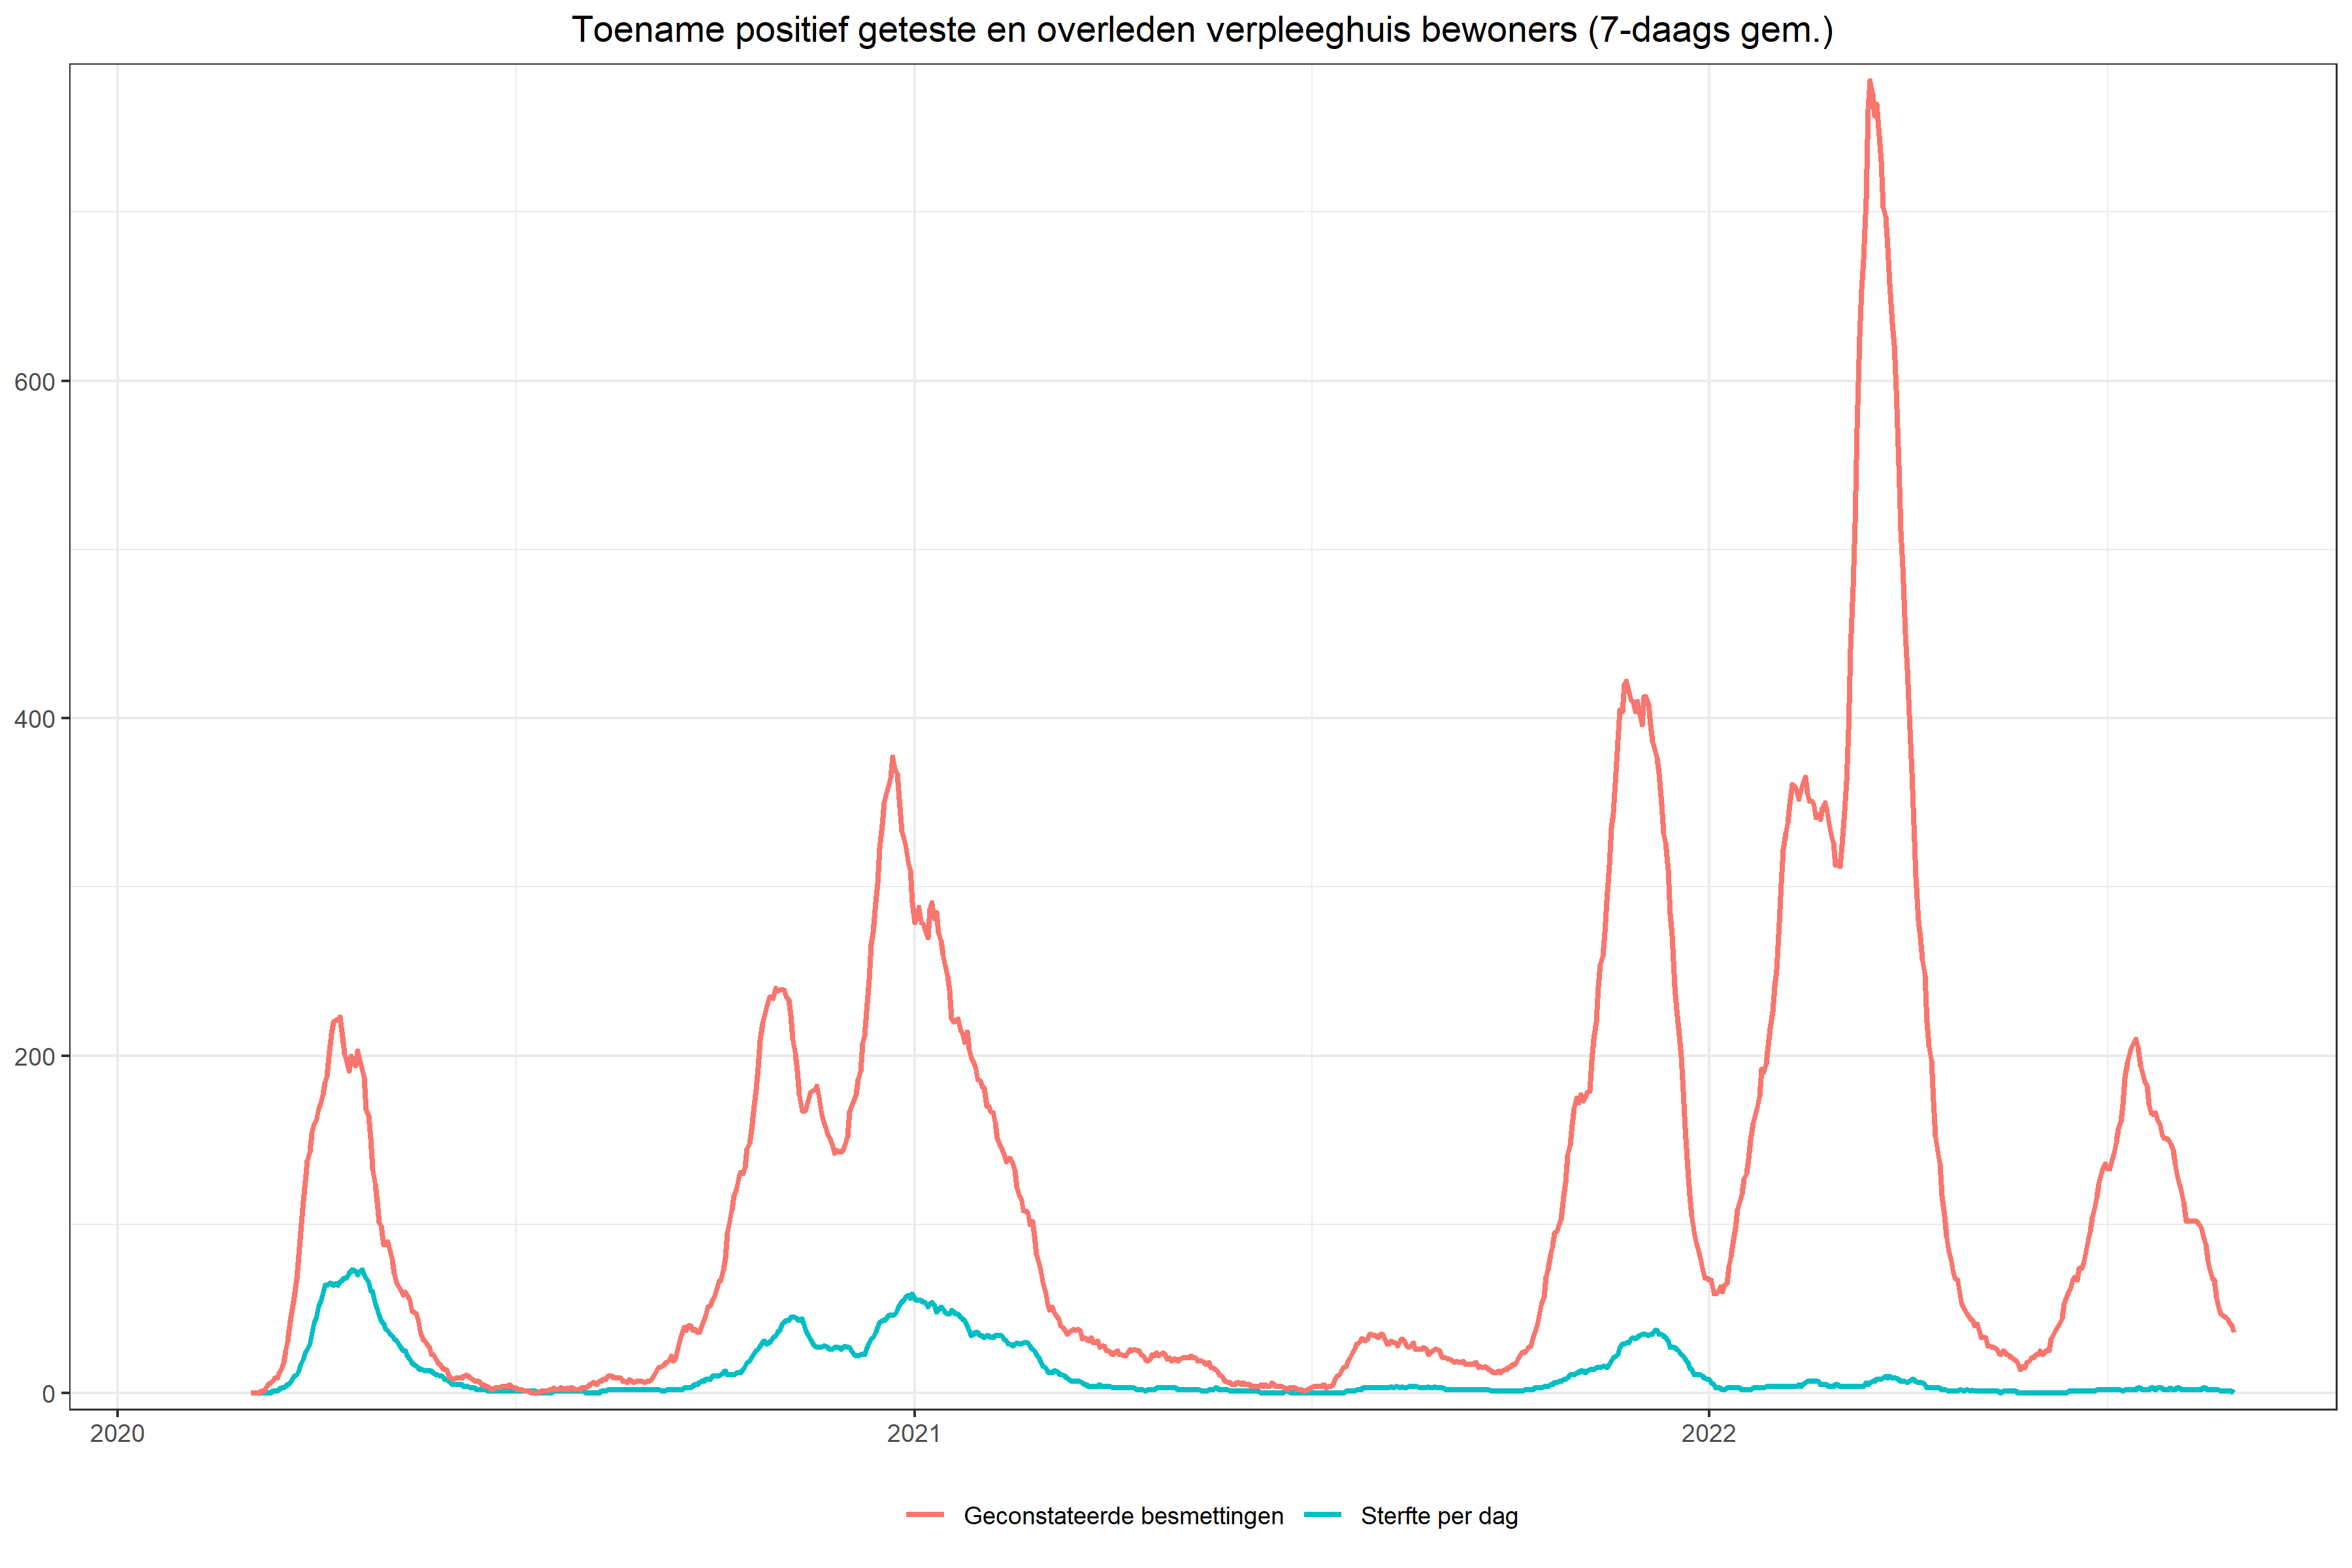 Toename positief geteste en overleden verpleeghuis bewoners (7-daags gem.)
600
400
200
0
2020 2021 2022
Geconstateerde besmettingen Sterfte per dag